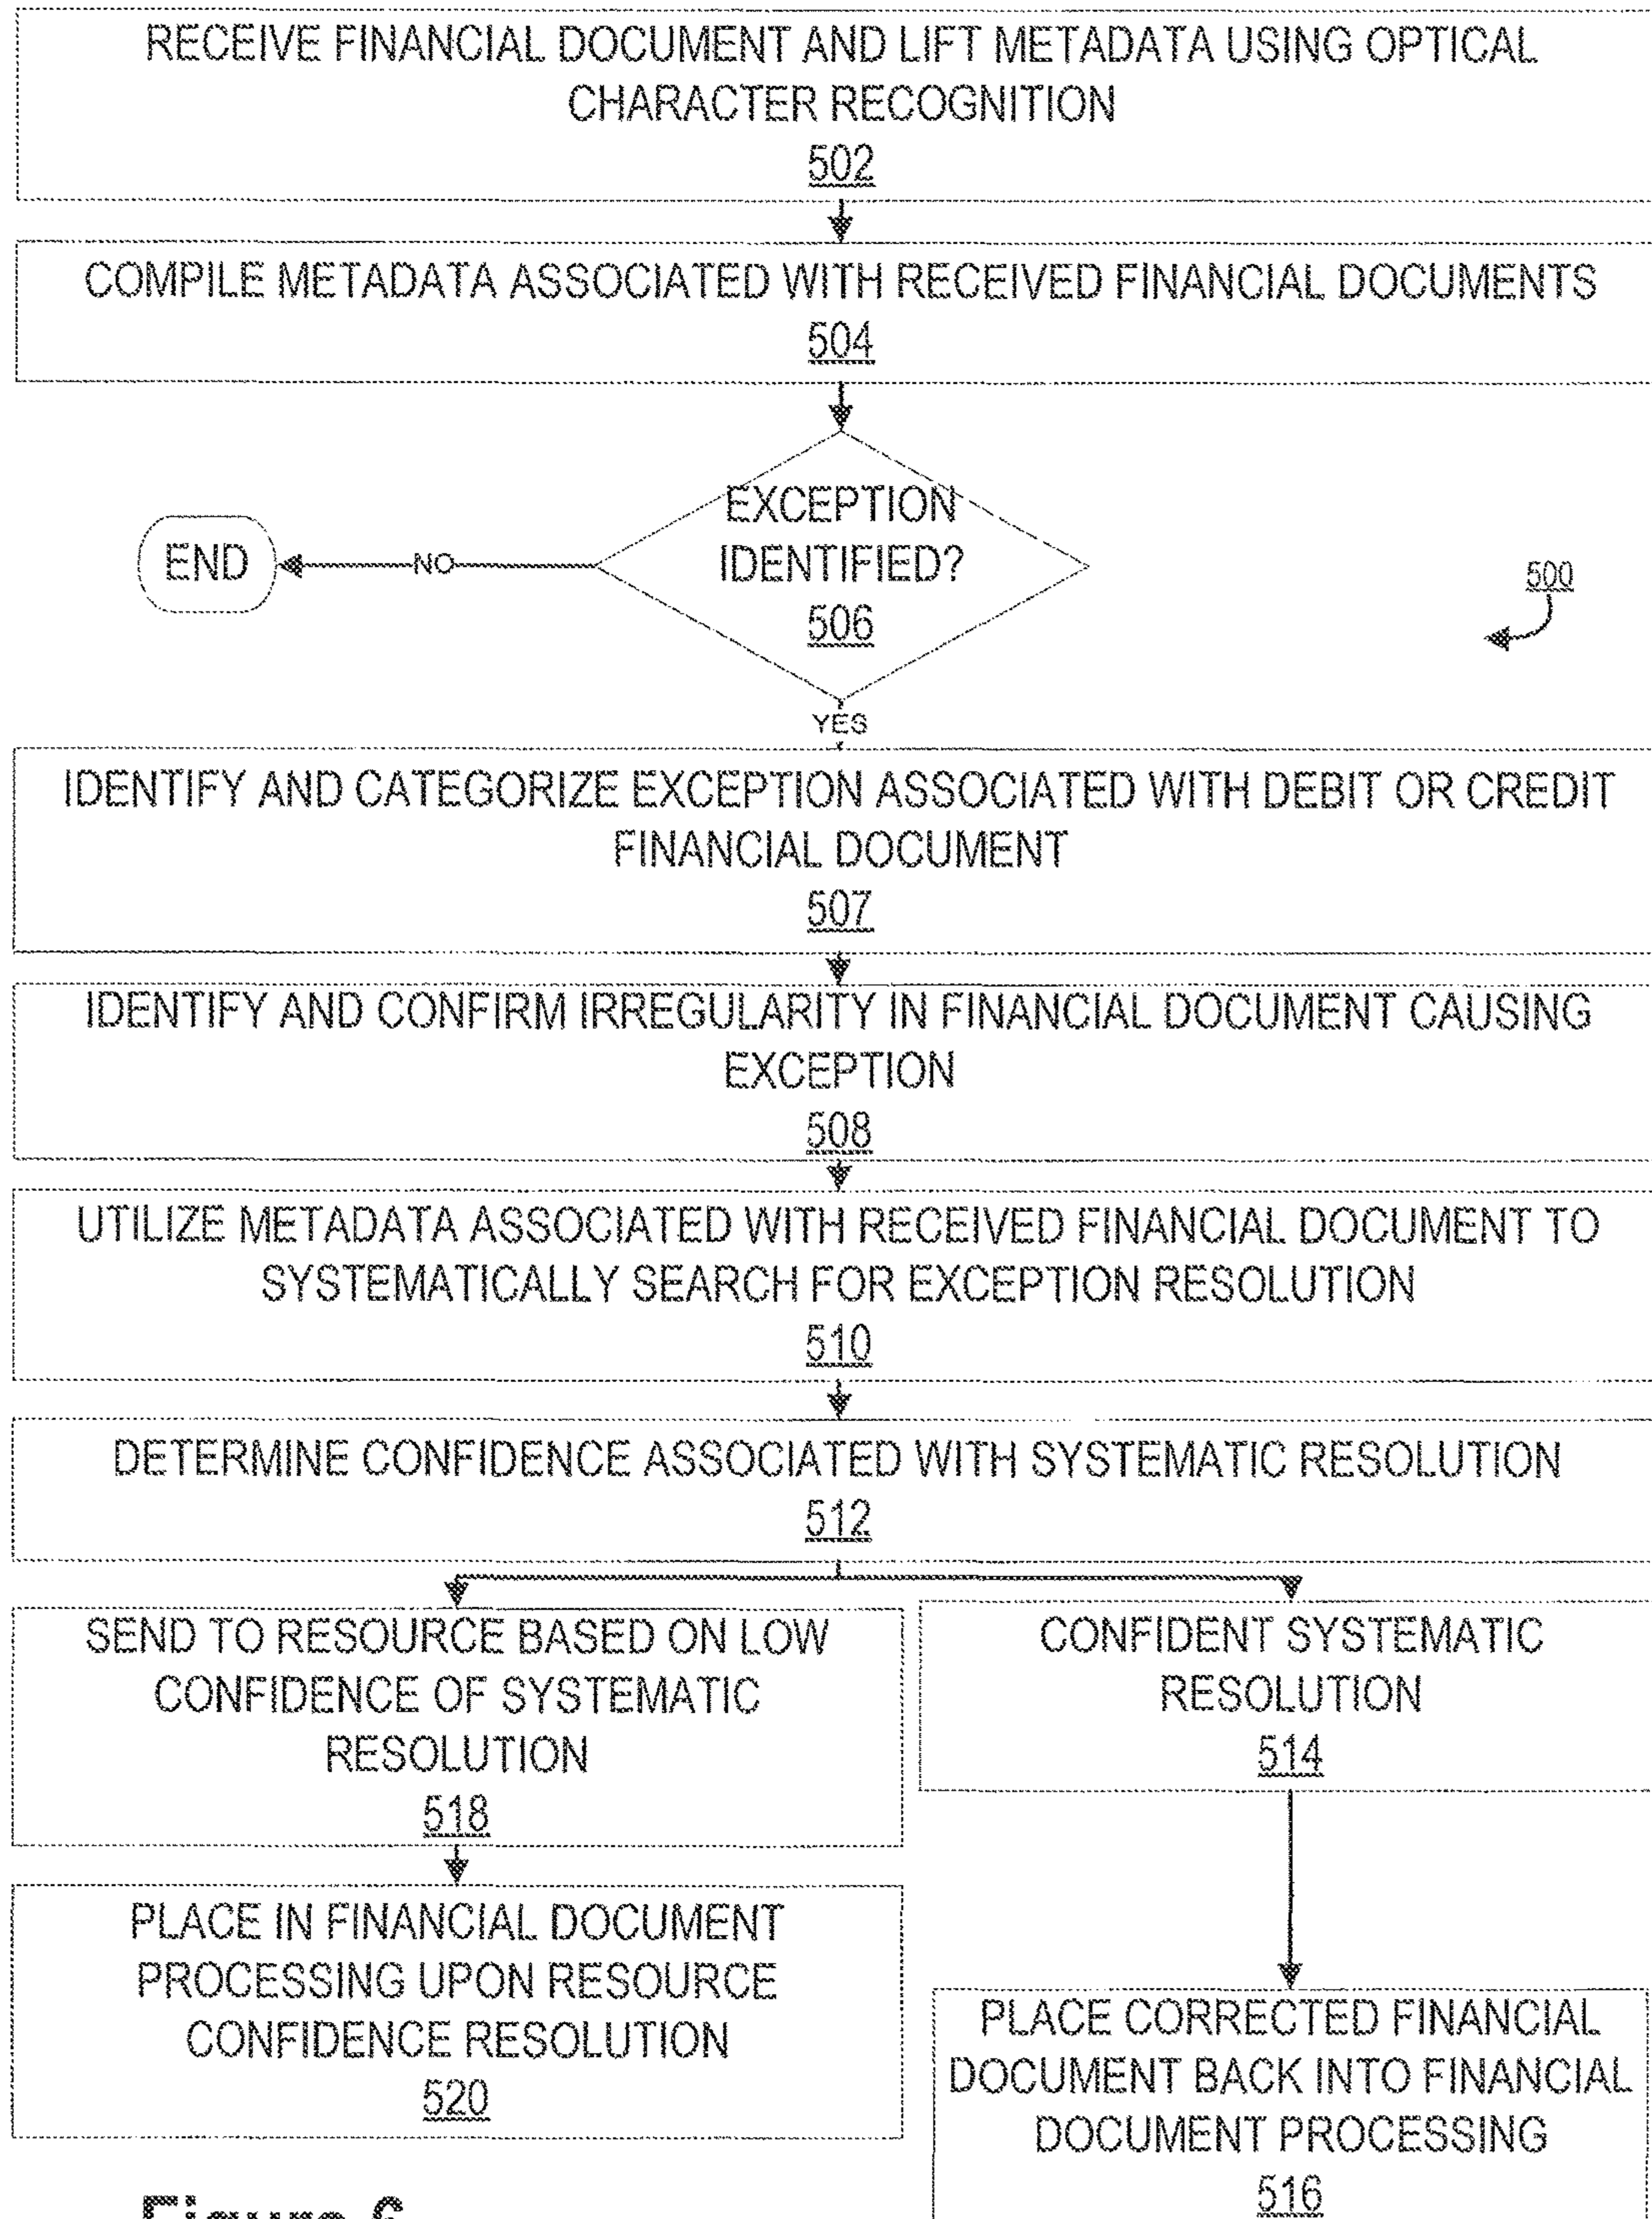 RECEIVE FINANCIAL DOCUMENT AND LIFT METADATA USING OPTICAL
CHARACTER RECOGNITION
502
COMPILE METADATA ASSOCIATED WITH RECEIVED FINANCIAL DOCUMENTS
504
EXCEPTION
IDENTIFIED?
506
NO
END
500
YES
IDENTIFY AND CATEGORIZE EXCEPTION ASSOCIATED WITH DEBIT OR CREDIT
FINANCIAL DOCUMENT
507
IDENTIFY AND CONFIRM IRREGULARITY IN FINANCIAL DOCUMENT CAUSING
EXCEPTION
508
UTILIZE METADATA ASSOCIATED WITH RECEIVED FINANCIAL DOCUMENT TO
SYSTEMATICALLY SEARCH FOR EXCEPTION RESOLUTION
510
DETERMINE CONFIDENCE ASSOCIATED WITH SYSTEMATIC RESOLUTION
512
SEND TO RESOURCE BASED ON LOW
CONFIDENCE OF SYSTEMATIC
RESOLUTION
518
CONFIDENT SYSTEMATIC
RESOLUTION
514
PLACE IN FINANCIAL DOCUMENT
PROCESSING UPON RESOURCE
CONFIDENCE RESOLUTION
520
PLACE CORRECTED FINANCIAL
DOCUMENT BACK INTO FINANCIAL
DOCUMENT PROCESSING
516